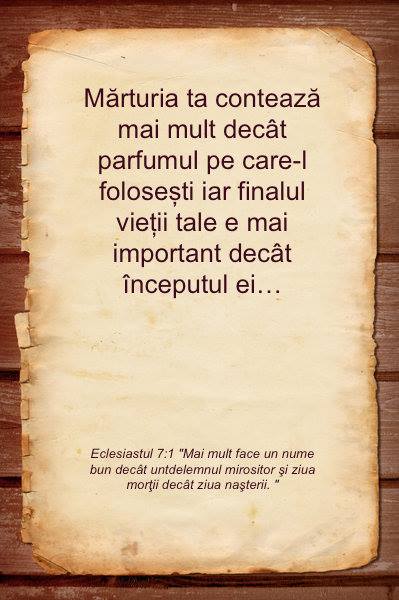 Mărturia ta contează
mai mult decât
parfumul pe care-l
folosești iar finalul
vieții tale e mai
important decât
începutul ei…
Eclesiastul 7:1 "Mai mult face un nume
bun decât untdelemnul mirositor şi ziua
morţii decât ziua naşterii. "